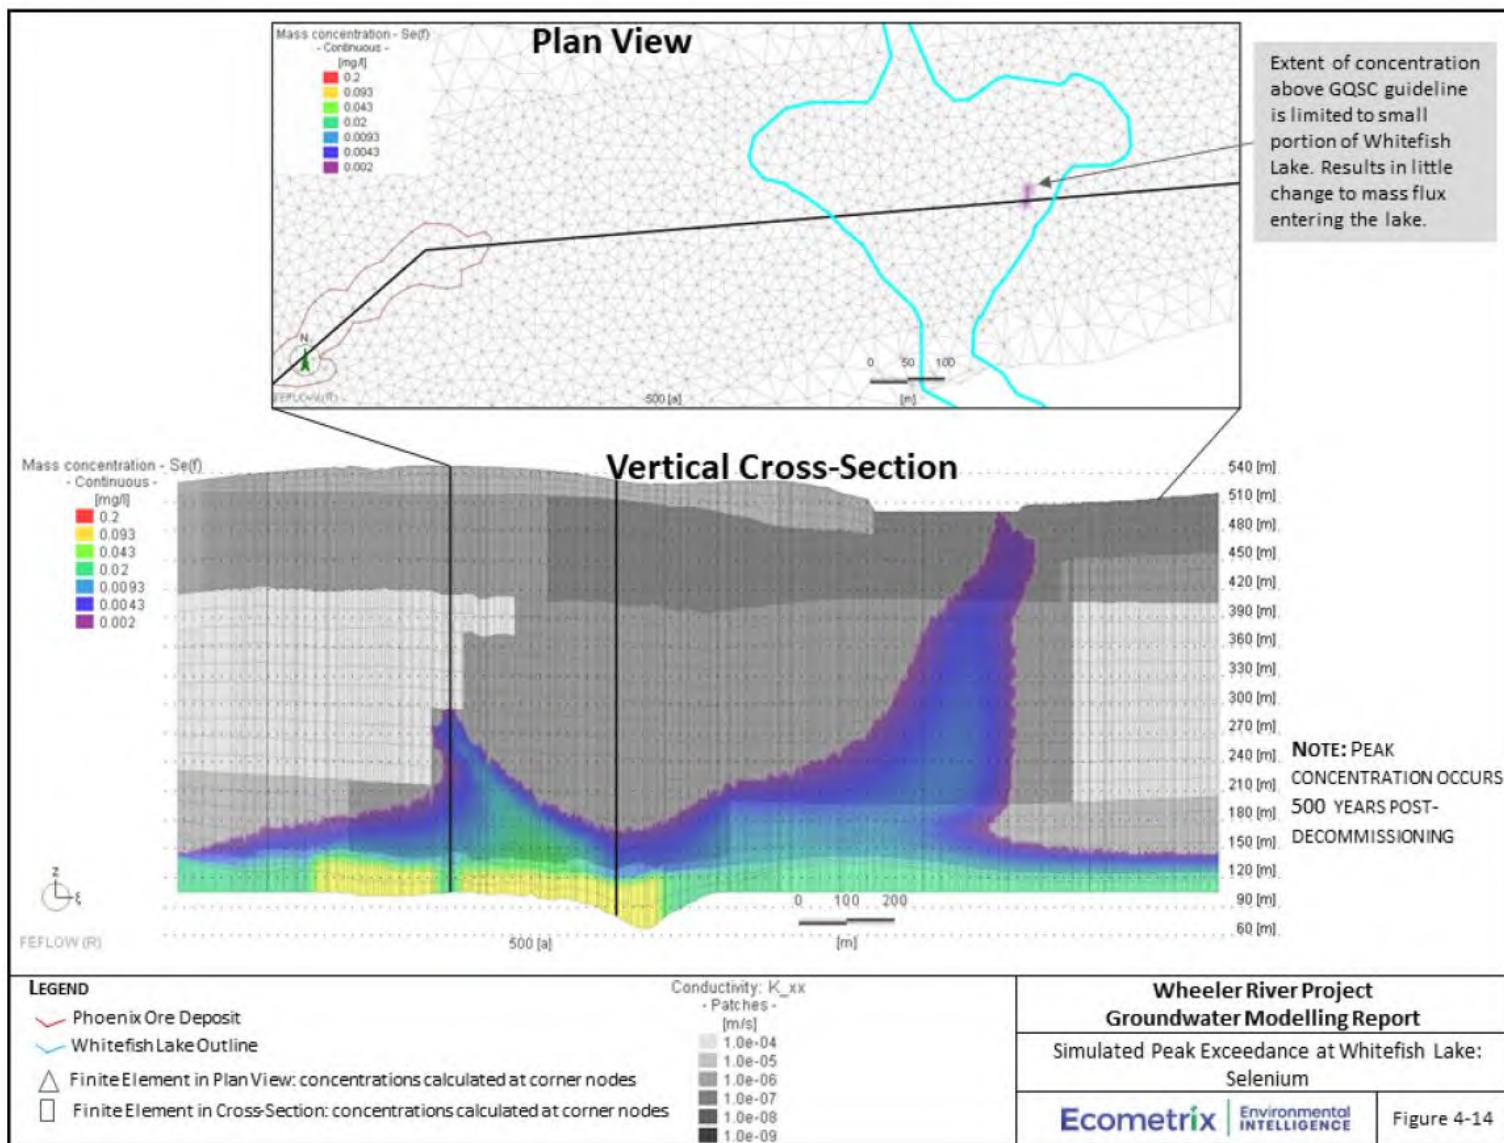 Plan View
Mass concentration - Se(f)
- Continuous -
[mg/l]
0.2
0.093
0.043
0.02
0.0093
0.0043
0.002
Extent of concentration
above GQSC guideline
is limited to small
portion of Whitefish
Lake. Results in little
change to mass flux
entering the lake.
N
FEFLOW (R)
500 [a]
0 50 100
[m]
Vertical Cross-Section
Mass concentration - Se(f)
- Continuous -
[mg/l]
0.2
0.093
0.043
0.02
0.0093
0.0043
0.002
540 [m]
510 [m]
480 [m]
450 [m]
420 [m]
390 [m]
360 [m]
330 [m]
300 [m]
270 [m]
240 [m]
210 [m]
180 [m]
150 [m]
120 [m]
90 [m]
60 [m]
NOTE: PEAK
CONCENTRATION OCCURS
500 YEARS POST-
DECOMMISSIONING
z
ξ
0 100 200
FEFLOW (R)
500 [a]
[m]
LEGEND
Phoenix Ore Deposit
Whitefish Lake Outline
Finite Element in Plan View: concentrations calculated at corner nodes
Finite Element in Cross-Section: concentrations calculated at corner nodes
Conductivity: K_xx
- Patches -
[m/s]
1.0e-04
1.0e-05
1.0e-06
1.0e-07
1.0e-08
1.0e-09
Wheeler River Project
Groundwater Modelling Report
Simulated Peak Exceedance at Whitefish Lake:
Selenium
Ecometrix Environmental
INTELLIGENCE
Figure 4-14